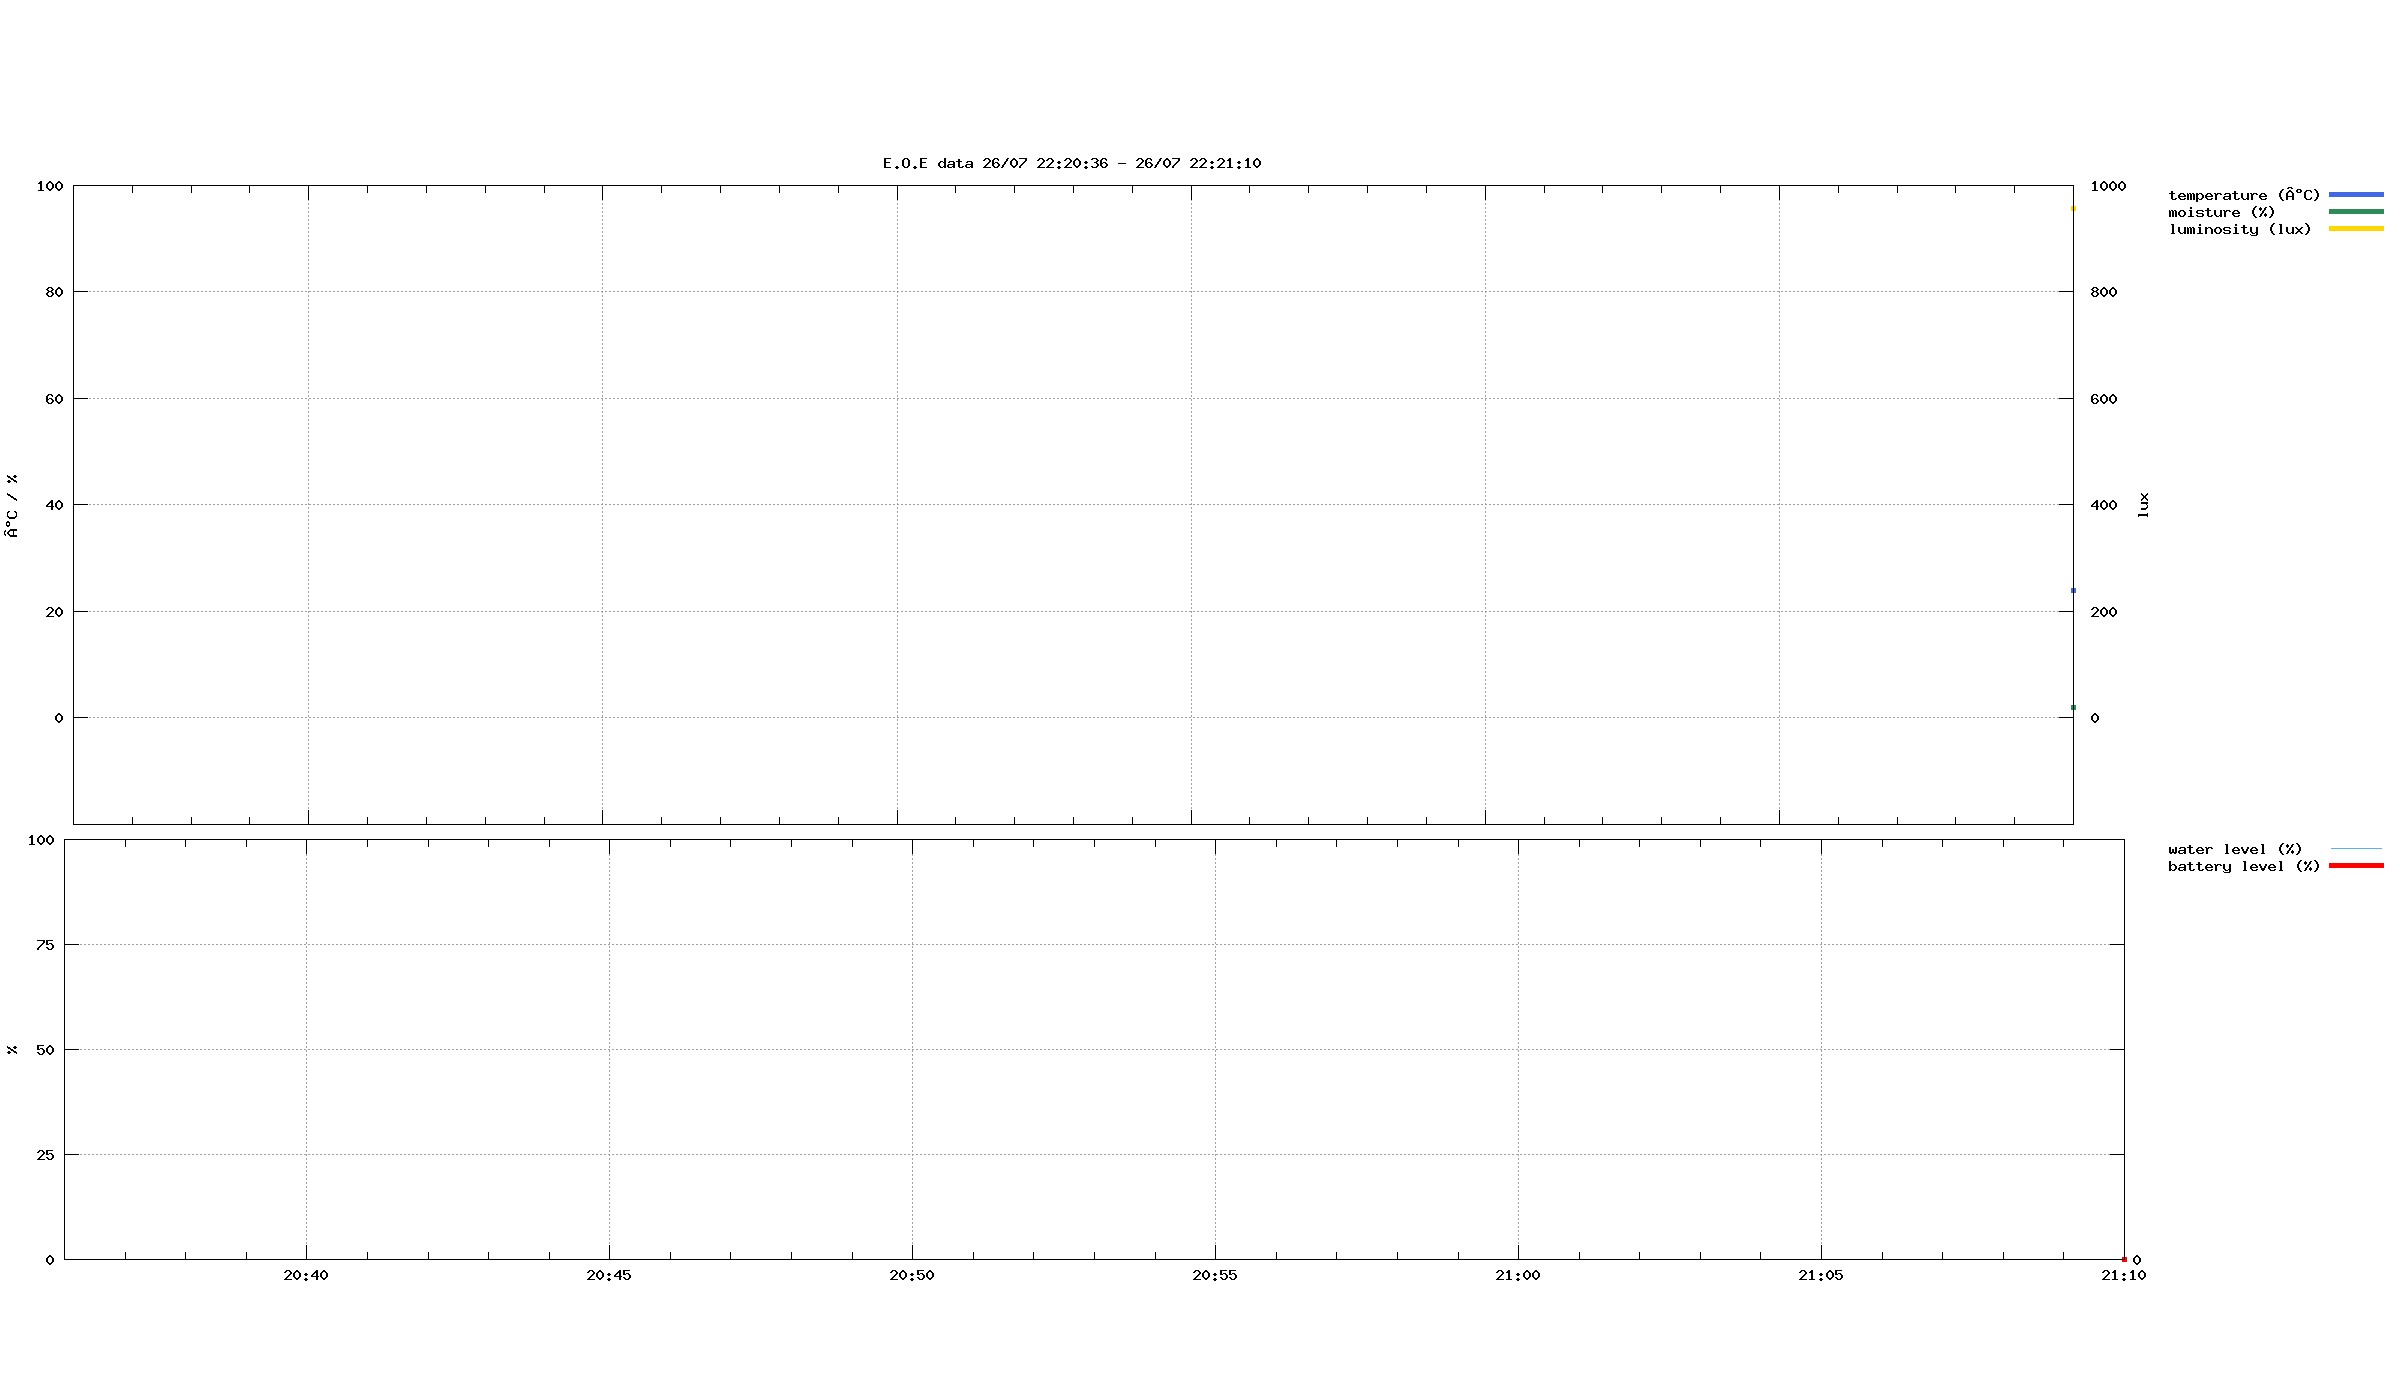 E.O.E data 26/07 22:20:36 - 26/07 22:21:10
100
80
60
40
20
0
Â°C / %
1000
800
600
400
200
0
lux
temperature (Â°C)
moisture (%)
luminosity (lux)
100
75
50
25
0
%
0
water level (%)
battery level (%)
20:40 20:45 20:50 20:55 21:00 21:05 21:10